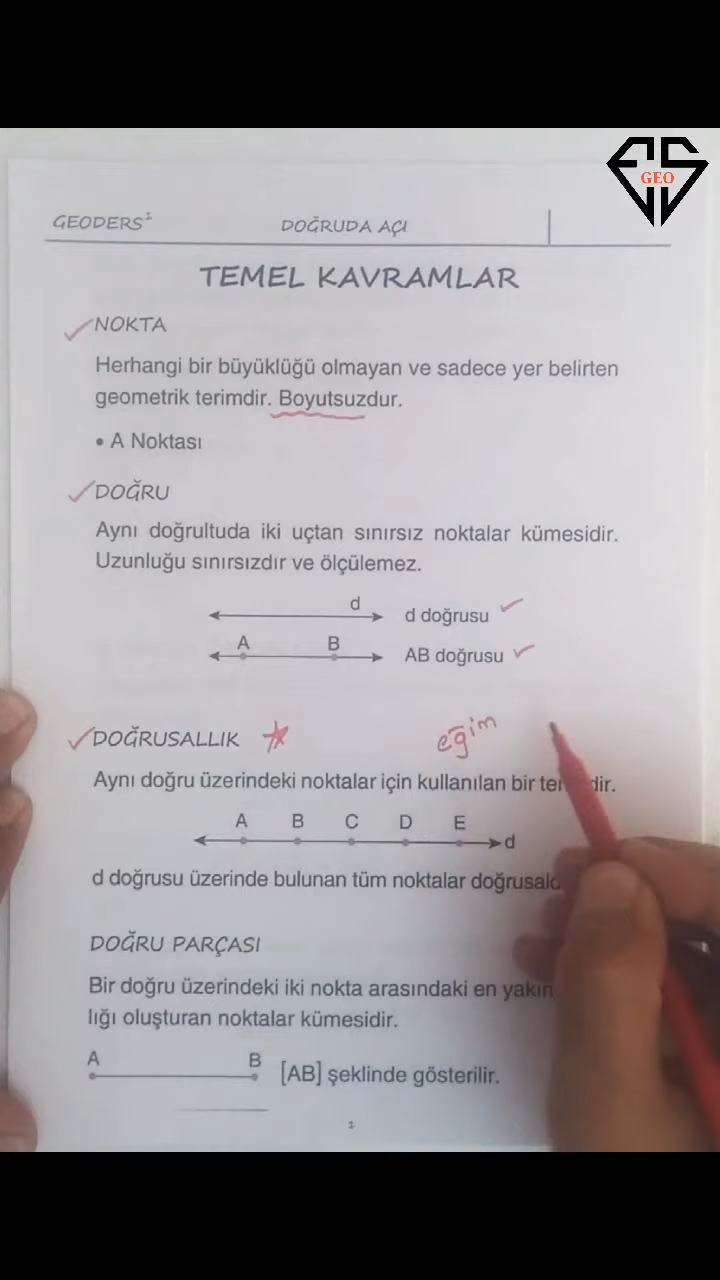 GEO
GEODERS¹ DOĞRUDA AÇI
TEMEL KAVRAMLAR
NOKTA
Herhangi bir büyüklüğü olmayan ve sadece yer belirten
geometrik terimdir. Boyutsuzdur.
• A Noktası
DOĞRU
Aynı doğrultuda iki uçtan sınırsız noktalar kümesidir.
Uzunluğu sınırsızdır ve ölçülemez.
d
d doğrusu
A B
AB doğrusu
DOĞRUSALLIK eğim
Aynı doğru üzerindeki noktalar için kullanılan bir
A B C D E
d
d doğrusu üzerinde bulunan tüm noktalar
DOĞRU PARÇASI
Bir doğru üzerindeki iki nokta arasındaki en yakın
lığı oluşturan noktalar kümesidir.
A B
[AB] şeklinde gösterilir.
1